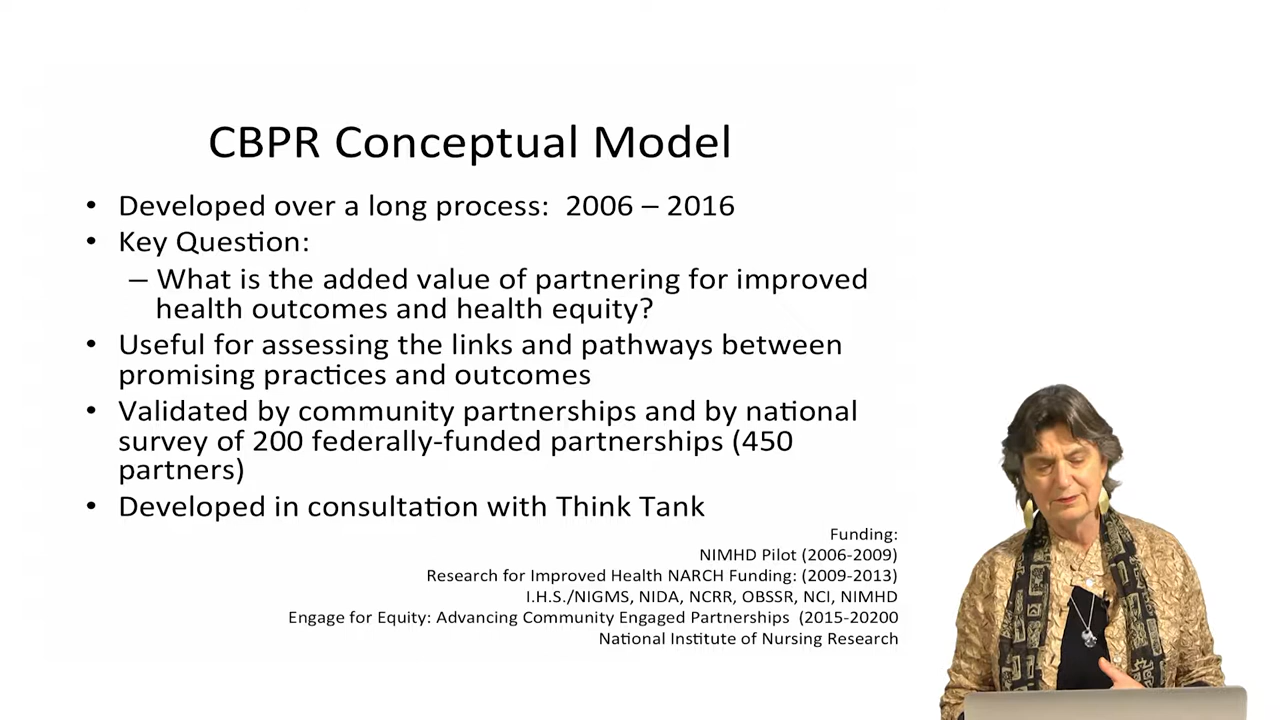 CBPR Conceptual Model
• Developed over a long process: 2006 – 2016
• Key Question:
– What is the added value of partnering for improved
health outcomes and health equity?
• Useful for assessing the links and pathways between
promising practices and outcomes
• Validated by community partnerships and by national
survey of 200 federally-funded partnerships (450
partners)
• Developed in consultation with Think Tank
Funding:
NIMHD Pilot (2006-2009)
Research for Improved Health NARCH Funding: (2009-2013)
I.H.S./NIGMS, NIDA, NCRR, OBSSR, NCI, NIMHD
Engage for Equity: Advancing Community Engaged Partnerships (2015-20200
National Institute of Nursing Research